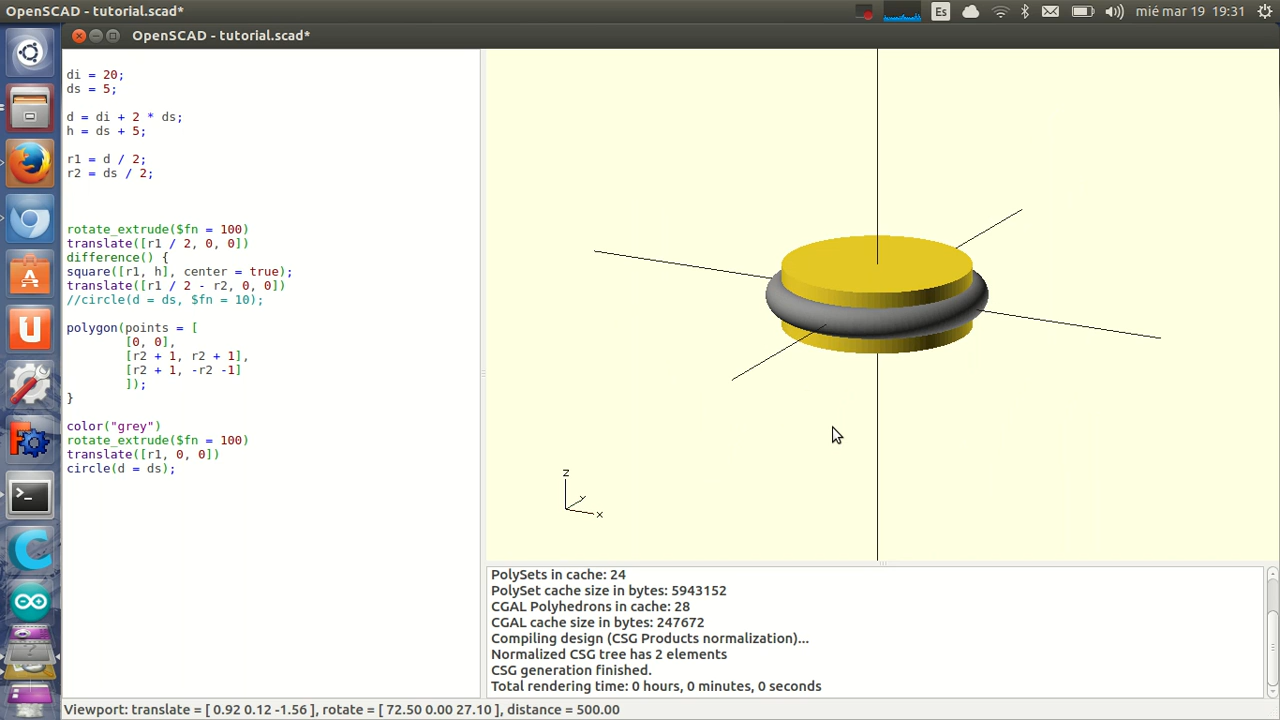 OpenSCAD - tutorial.scad*
Es
mié mar 19 19:31
OpenSCAD - tutorial.scad*
di = 20;
ds = 5;
d = di + 2 * ds;
h = ds + 5;
r1 = d / 2;
r2 = ds / 2;
rotate_extrude($fn = 100)
translate([r1 / 2, 0, 0])
difference() {
square([r1, h], center = true);
translate([r1 / 2 - r2, 0, 0])
//circle(d = ds, $fn = 10);
polygon(points = [
[0, 0],
[r2 + 1, r2 + 1],
[r2 + 1, -r2 -1]
]);
}
color("grey")
rotate_extrude($fn = 100)
translate([r1, 0, 0])
circle(d = ds);
z
y
x
PolySets in cache: 24
PolySet cache size in bytes: 5943152
CGAL Polyhedrons in cache: 28
CGAL cache size in bytes: 247672
Compiling design (CSG Products normalization)...
Normalized CSG tree has 2 elements
CSG generation finished.
Total rendering time: 0 hours, 0 minutes, 0 seconds
Viewport: translate = [ 0.92 0.12 -1.56 ], rotate = [ 72.50 0.00 27.10 ], distance = 500.00